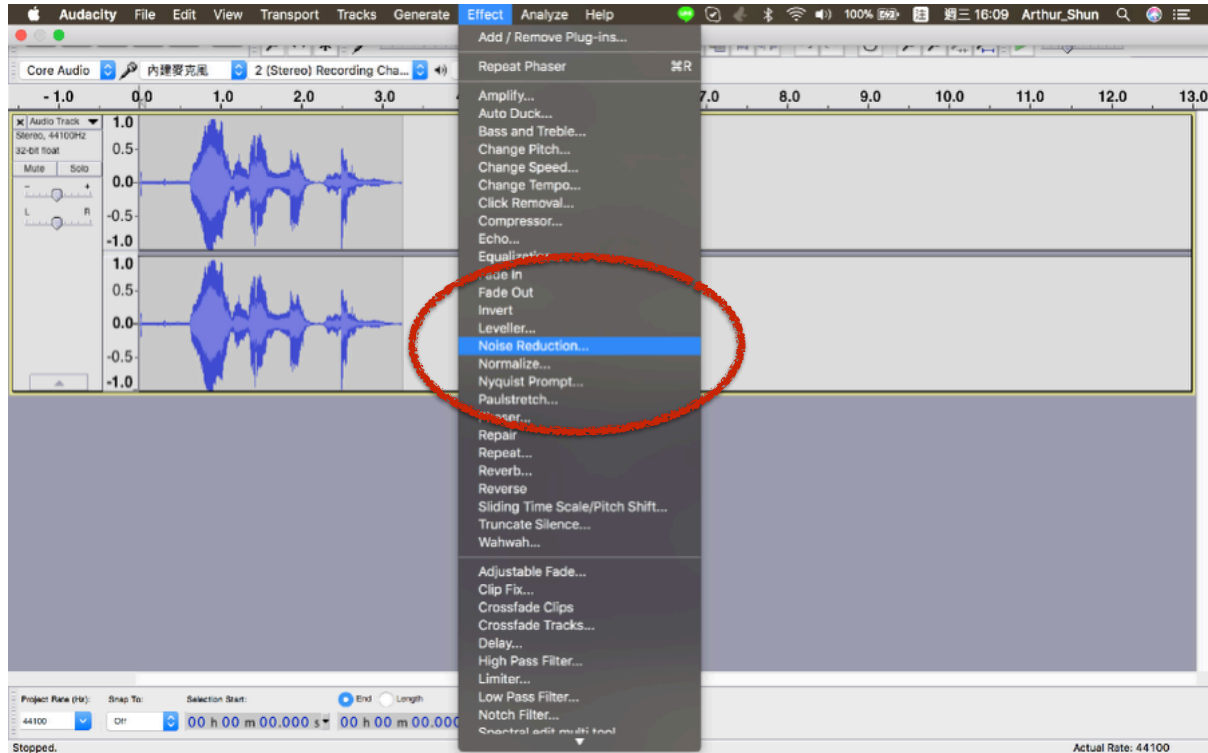 Audacity File Edit View Transport Tracks Generate Effect Analyze Help 100% 週三 16:09 Arthur_Shun
Add / Remove Plug-ins...
Core Audio 內建麥克風 2 (Stereo) Recording Cha...
Repeat Phaser ⌘R
- 1.0 0.0 1.0 2.0 3.0 7.0 8.0 9.0 10.0 11.0 12.0 13.0
Audio Track
Stereo, 44100Hz
32-bit float
Mute Solo
- +
L R
1.0
0.5
0.0
-0.5
-1.0
1.0
0.5
0.0
-0.5
-1.0
Amplify...
Auto Duck...
Bass and Treble...
Change Pitch...
Change Speed...
Change Tempo...
Click Removal...
Compressor...
Echo...
Equalization...
Fade In
Fade Out
Invert
Leveller...
Noise Reduction...
Normalize...
Nyquist Prompt...
Paulstretch...
Phaser...
Repair
Repeat...
Reverb...
Reverse
Sliding Time Scale/Pitch Shift...
Truncate Silence...
Wahwah...
Adjustable Fade...
Clip Fix...
Crossfade Clips
Crossfade Tracks...
Delay...
High Pass Filter...
Limiter...
Low Pass Filter...
Notch Filter...
Spectral edit multi tool
Project Rate (Hz): Snap To: Selection Start: End Length
44100 Off 00 h 00 m 00.000 s 00 h 00 m 00.000
Stopped. Actual Rate: 44100